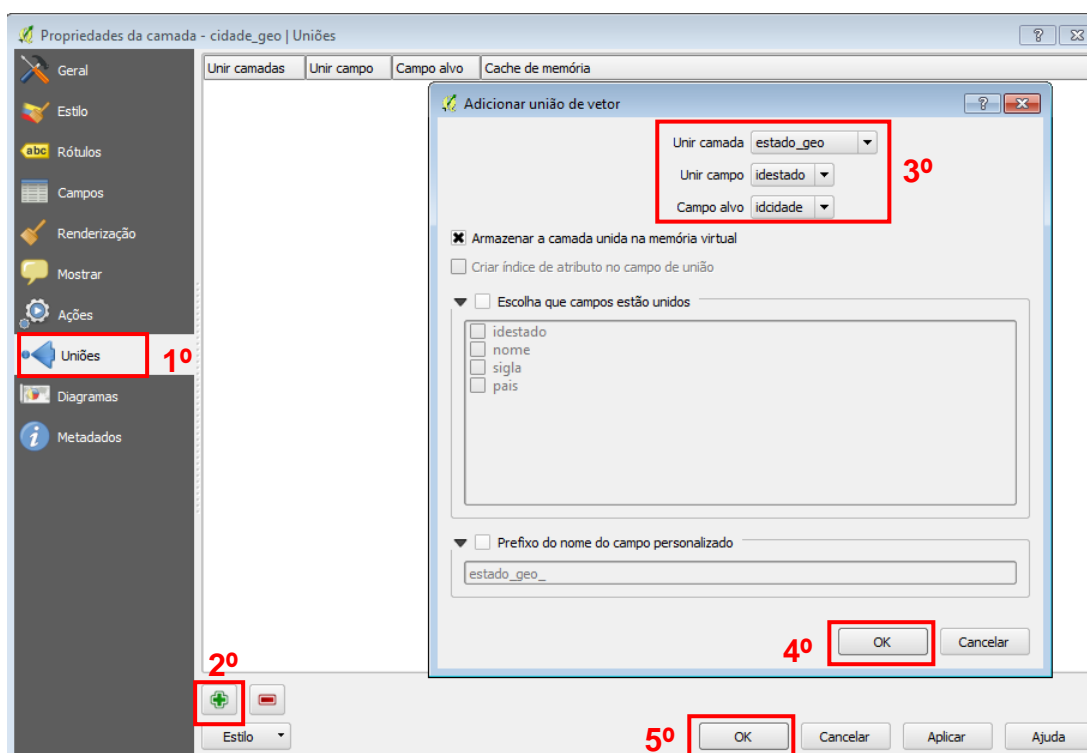 Propriedades da camada - cidade_geo | Uniões
Geral
Estilo
abc Rótulos
Campos
Renderização
Mostrar
Ações
Uniões
1º
Diagramas
Metadados
Unir camadas Unir campo Campo alvo Cache de memória
Adicionar união de vetor
Unir camada estado_geo
Unir campo idestado
Campo alvo idcidade
3º
Armazenar a camada unida na memória virtual
Criar índice de atributo no campo de união
Escolha que campos estão unidos
idestado
nome
sigla
pais
Prefixo do nome do campo personalizado
estado_geo_
4º
OK Cancelar
2º
Estilo
5º
OK Cancelar Aplicar Ajuda